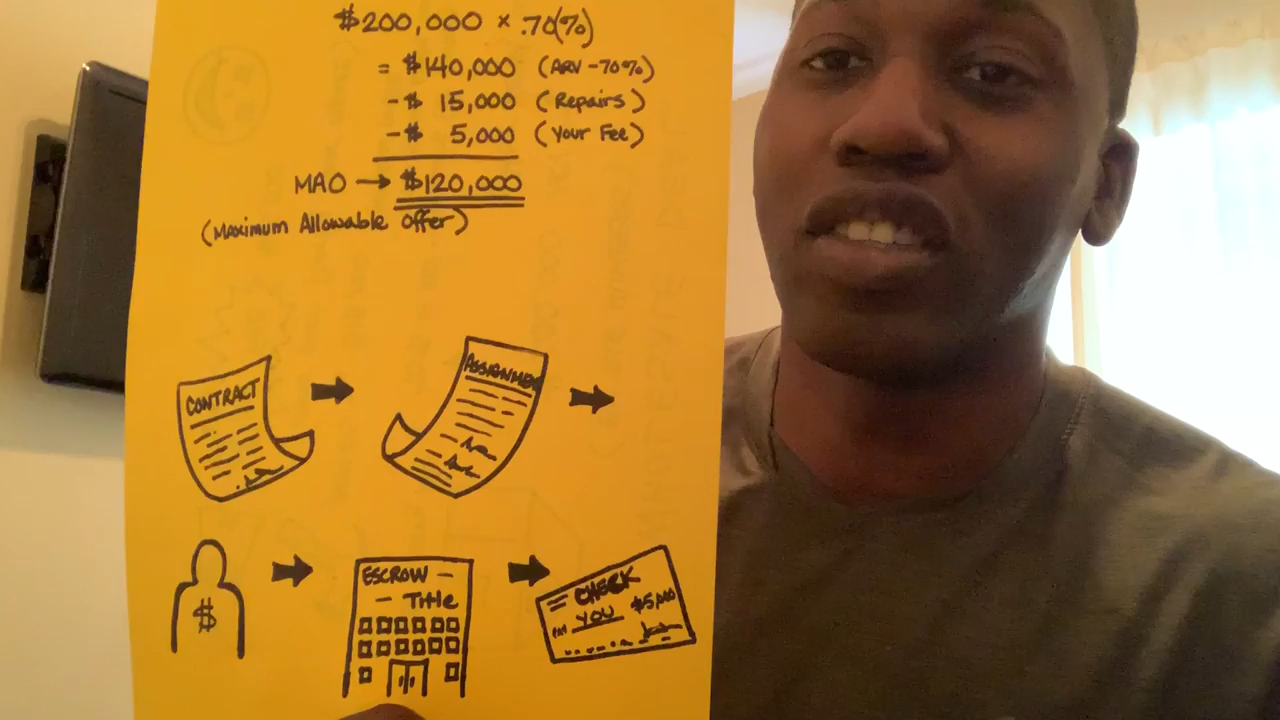 $200,000 × .70(%)
= $140,000 (ARV - 70%)
- $ 15,000 (Repairs)
- $ 5,000 (Your Fee)
MAO → $120,000
(Maximum Allowable Offer)
CONTRACT
ASSIGNMEN
$
ESCROW -
- Title
CHECK
YOU $5,000